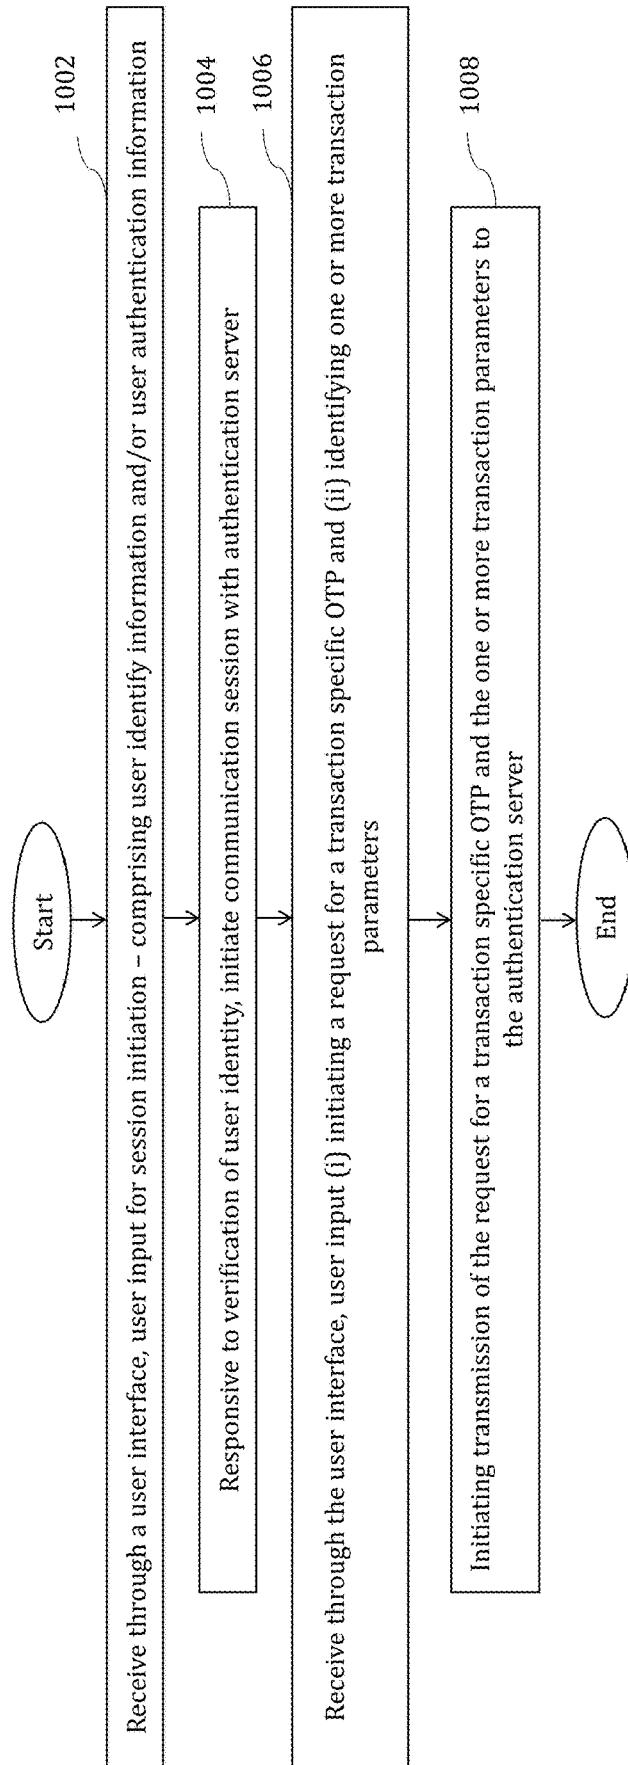 Start
1002
Receive through a user interface, user input for session initiation – comprising user identify information and/or user authentication information
1004
Responsive to verification of user identity, initiate communication session with authentication server
1006
Receive through the user interface, user input (i) initiating a request for a transaction specific OTP and (ii) identifying one or more transaction
parameters
1008
Initiating transmission of the request for a transaction specific OTP and the one or more transaction parameters to
the authentication server
End